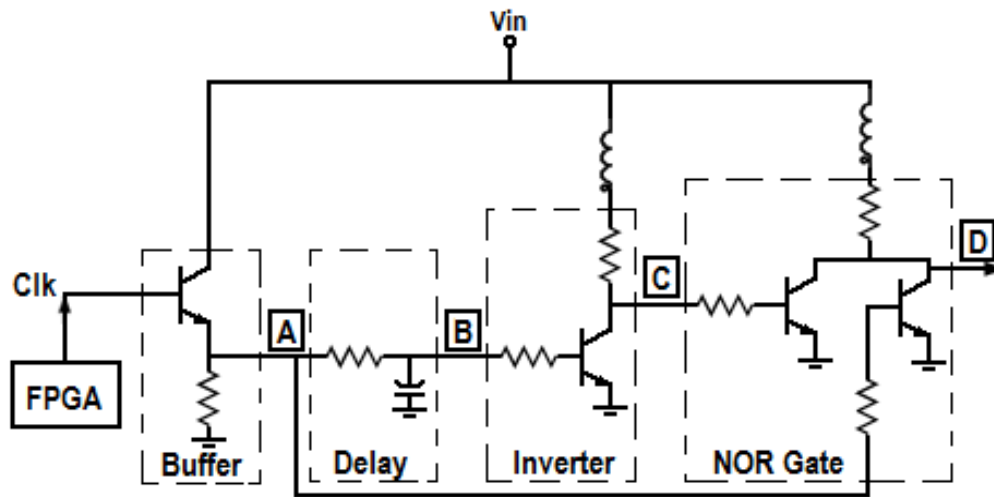 Vin
Clk
FPGA
A
B
C
D
Buffer
Delay
Inverter
NOR Gate